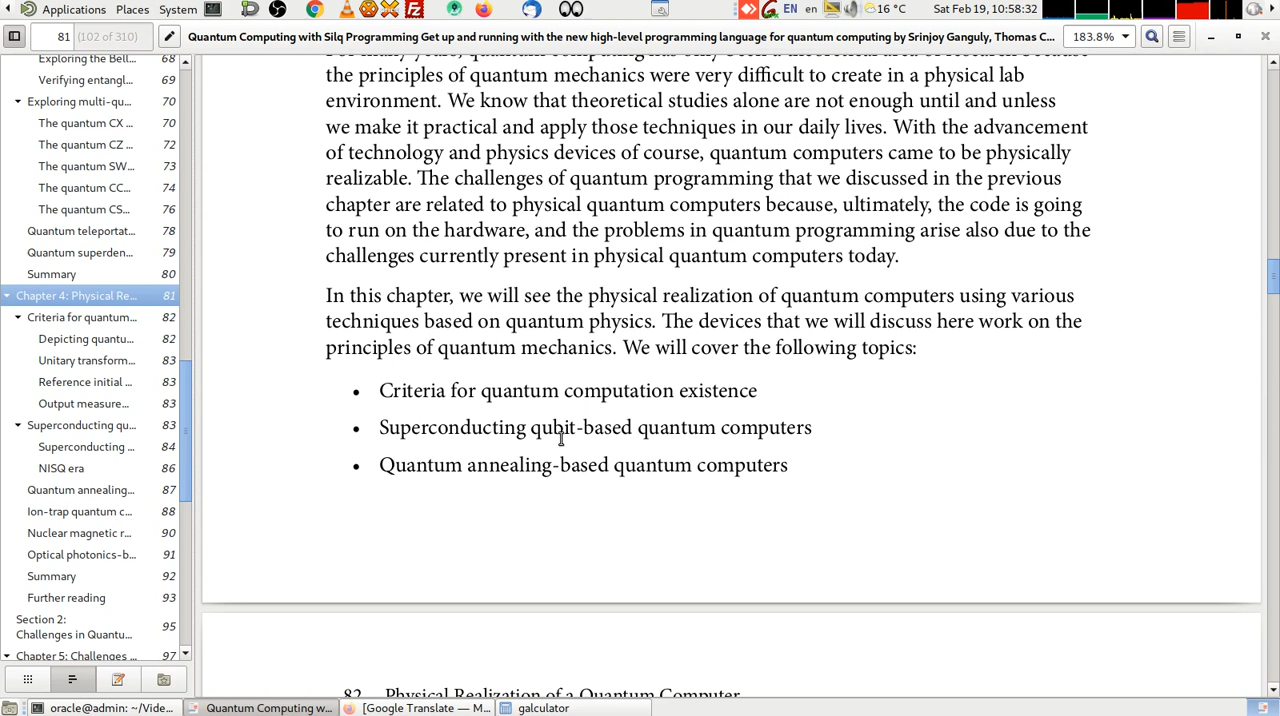 Applications Places System EN en 16 °C Sat Feb 19, 10:58:32
81 (102 of 310) Quantum Computing with Silq Programming Get up and running with the new high-level programming language for quantum computing by Srinjoy Ganguly, Thomas C... 183.8%
Exploring the Bell... 68
Verifying entangl... 69
Exploring multi-qu... 70
The quantum CX ... 70
The quantum CZ ... 72
The quantum SW... 73
The quantum CC... 74
The quantum CS... 76
Quantum teleportat... 78
Quantum superden... 79
Summary 80
Chapter 4: Physical Re... 81
Criteria for quantum... 82
Depicting quantu... 82
Unitary transform... 83
Reference initial ... 83
Output measure... 83
Superconducting qu... 83
Superconducting ... 84
NISQ era 86
Quantum annealing... 87
Ion-trap quantum c... 88
Nuclear magnetic r... 90
Optical photonics-b... 91
Summary 92
Further reading 93
Section 2:
Challenges in Quantu... 95
Chapter 5: Challenges ... 97
the principles of quantum mechanics were very difficult to create in a physical lab
environment. We know that theoretical studies alone are not enough until and unless
we make it practical and apply those techniques in our daily lives. With the advancement
of technology and physics devices of course, quantum computers came to be physically
realizable. The challenges of quantum programming that we discussed in the previous
chapter are related to physical quantum computers because, ultimately, the code is going
to run on the hardware, and the problems in quantum programming arise also due to the
challenges currently present in physical quantum computers today.
In this chapter, we will see the physical realization of quantum computers using various
techniques based on quantum physics. The devices that we will discuss here work on the
principles of quantum mechanics. We will cover the following topics:
• Criteria for quantum computation existence
• Superconducting qubit-based quantum computers
• Quantum annealing-based quantum computers
82 Physical Realization of a Quantum Computer
oracle@admin: ~/Vide... Quantum Computing w... [Google Translate — M... galculator